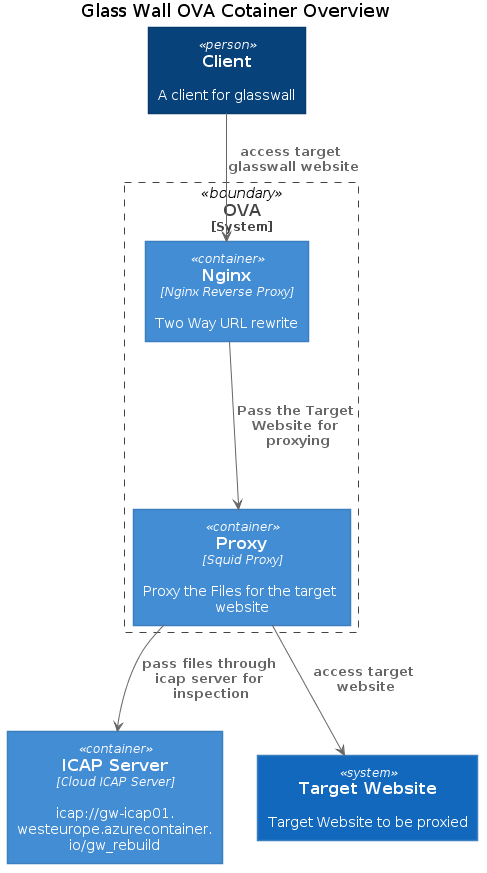 Glass Wall OVA Cotainer Overview
«person»
Client
A client for glasswall
access target
glasswall website
«boundary»
OVA
[System]
«container»
Nginx
[Nginx Reverse Proxy]
Two Way URL rewrite
Pass the Target
Website for
proxying
«container»
Proxy
[Squid Proxy]
Proxy the Files for the target
website
pass files through
icap server for
inspection
access target
website
«container»
ICAP Server
[Cloud ICAP Server]
icap://gw-icap01.
westeurope.azurecontainer.
io/gw_rebuild
«system»
Target Website
Target Website to be proxied